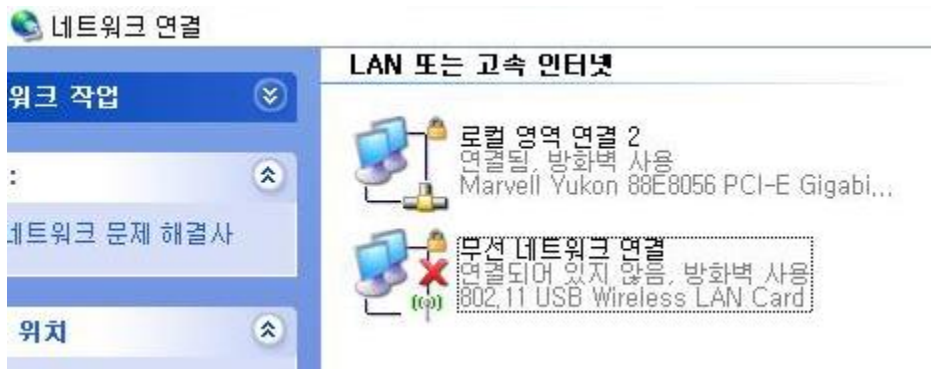 네트워크 연결
LAN 또는 고속 인터넷
워크 작업
로컬 영역 연결 2
연결됨, 방화벽 사용
Marvell Yukon 88E8056 PCI-E Gigabi...
:
네트워크 문제 해결사
무선 네트워크 연결
연결되어 있지 않음, 방화벽 사용
802.11 USB Wireless LAN Card
위치